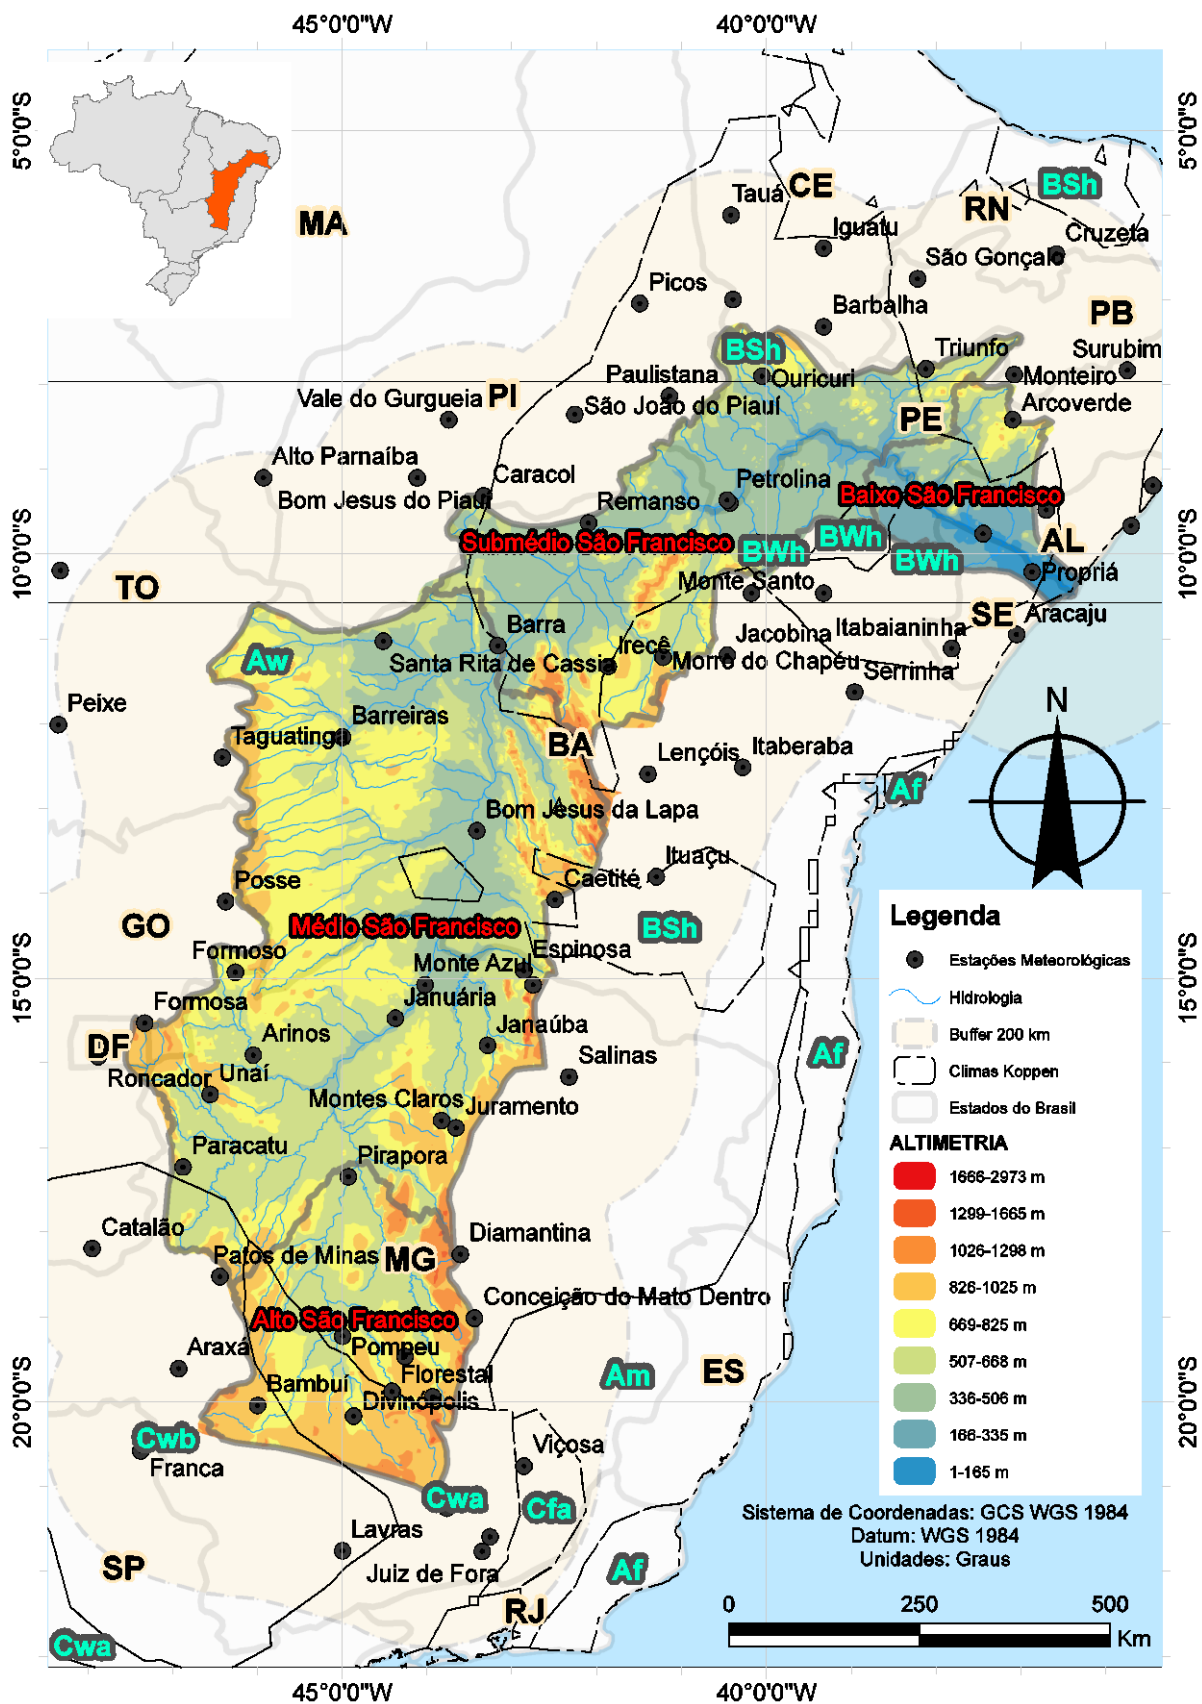 45°0'0"W
40°0'0"W
5°0'0"S
5°0'0"S
CE
BSh
Tauá
RN
MA
Iguatu
Cruzeta
São Gonçalo
Picos
PB
Barbalha
BSh
Triunfo
Surubim
Paulistana
Ouricuri
Monteiro
PI
Vale do Gurgueia
São João do Piauí
PE
Arcoverde
Alto Parnaíba
Caracol
Petrolina
Bom Jesus do Piauí
Remanso
Baixo São Francisco
10°0'0"S
Submédio São Francisco
BWh
BWh
BWh
AL
10°0'0"S
TO
Monte Santo
Propriá
SE
Aracaju
Barra
Itabaianinha
Jacobina
Irecê
Aw
Santa Rita de Cassia
Morro do Chapéu
Serrinha
Peixe
N
Barreiras
Taguatinga
BA
Lençóis
Itaberaba
Af
Bom Jesus da Lapa
Ituaçu
Posse
Caetité
Legenda
GO
Médio São Francisco
BSh
Formoso
Espinosa
Estações Meteorológicas
Monte Azul
15°0'0"S
Januária
Hidrologia
15°0'0"S
Formosa
Janaúba
Arinos
Buffer 200 km
DF
Salinas
Af
Roncador
Unaí
Climas Koppen
Montes Claros
Juramento
Estados do Brasil
Paracatu
ALTIMETRIA
Pirapora
1666-2973 m
Catalão
Diamantina
1299-1665 m
Patos de Minas
MG
1026-1298 m
Conceição do Mato Dentro
826-1025 m
Alto São Francisco
669-825 m
Araxá
Pompeu
507-668 m
Bambuí
Florestal
Am
ES
Divinópolis
336-506 m
20°0'0"S
20°0'0"S
Cwb
166-335 m
Franca
Viçosa
1-165 m
Cwa
Cfa
Sistema de Coordenadas: GCS WGS 1984
Lavras
Datum: WGS 1984
Juiz de Fora
Unidades: Graus
SP
Af
RJ
0
250
500
Cwa
Km
45°0'0"W
40°0'0"W